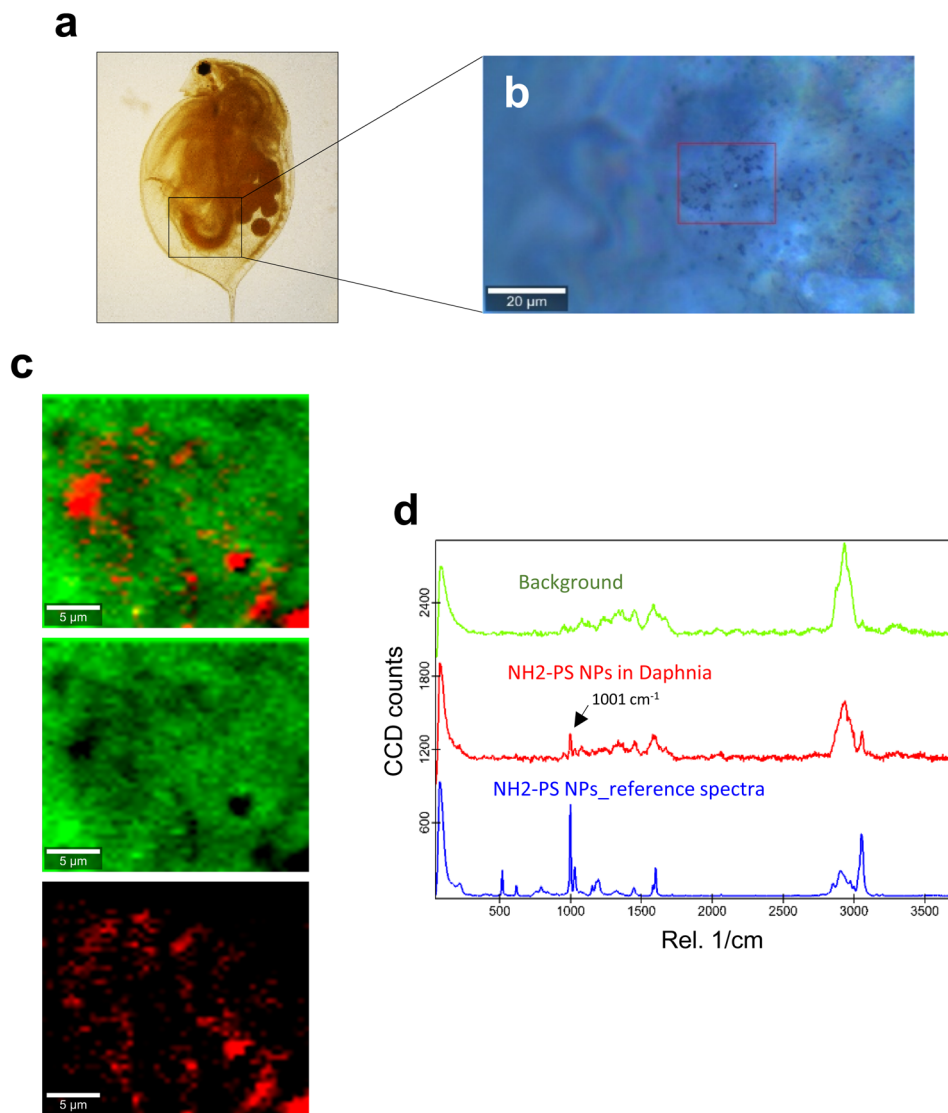 a
b
20 µm
c
5 µm
5 µm
5 µm
d
Background
NH2-PS NPs in Daphnia
1001 cm⁻¹
NH2-PS NPs_reference spectra
CCD counts
2400
1800
1200
600
500
1000
1500
2000
2500
3000
3500
Rel. 1/cm